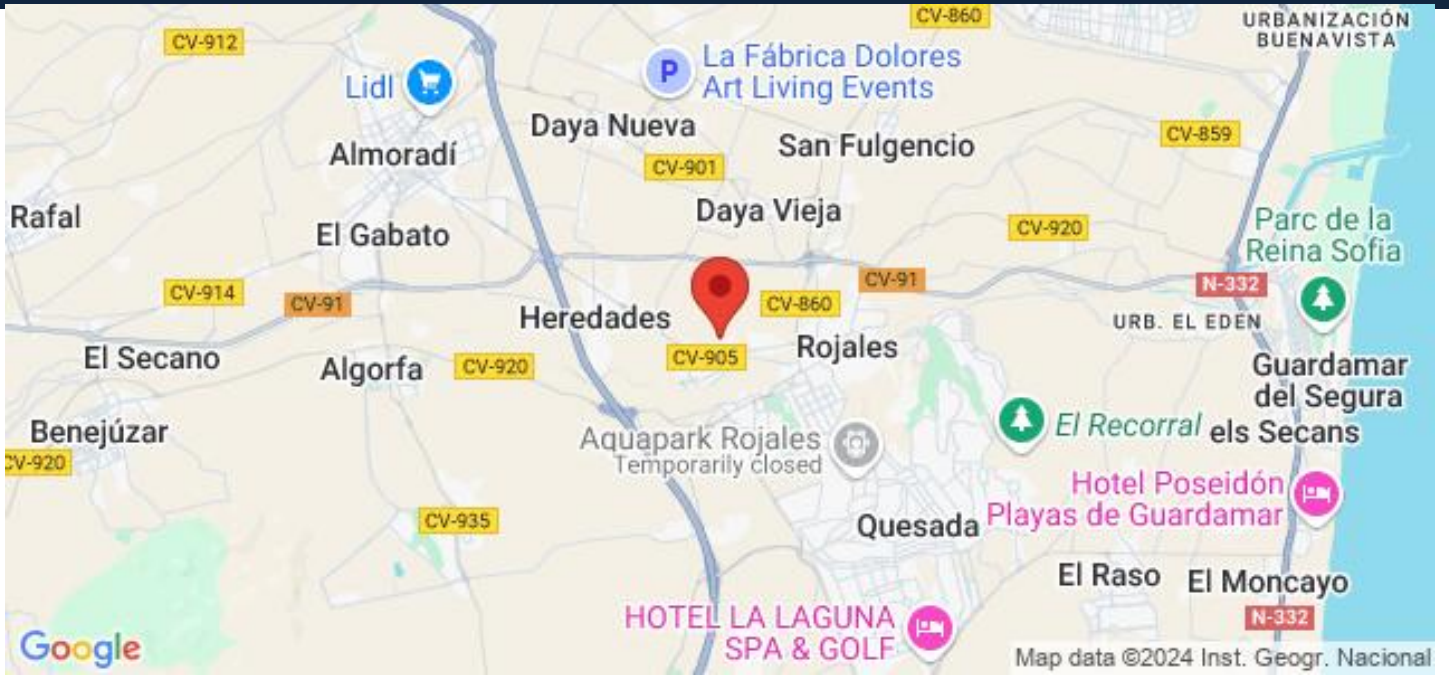 CV-860
URBANIZACIÓN
BUENAVISTA
CV-912
La Fábrica Dolores
Art Living Events
P
Lidl
Daya Nueva
CV-859
San Fulgencio
Almoradí
CV-901
Rafal
Daya Vieja
Parc de la
Reina Sofia
El Gabato
CV-920
CV-91
N-332
CV-914
CV-91
CV-860
Heredades
URB. EL EDEN
Rojales
El Secano
CV-905
Algorfa
CV-920
Guardamar
del Segura
Benejúzar
El Recorral
els Secans
Aquapark Rojales
Temporarily closed
CV-920
Hotel Poseidón
Playas de Guardamar
CV-935
Quesada
El Raso
El Moncayo
HOTEL LA LAGUNA
SPA & GOLF
N-332
Google
Map data ©2024 Inst. Geogr. Nacional